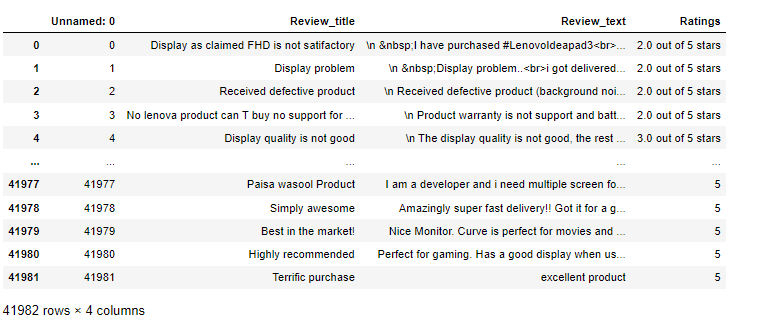 Unnamed: 0 Review_title Review_text Ratings
0 0 Display as claimed FHD is not satifactory \n &nbsp;I have purchased #LenovoIdeapad3<br>... 2.0 out of 5 stars
1 1 Display problem \n &nbsp;Display problem..<br>i got delivered... 2.0 out of 5 stars
2 2 Received defective product \n Received defective product (background noi... 2.0 out of 5 stars
3 3 No lenova product can T buy no support for ... \n Product warranty is not support and batt... 2.0 out of 5 stars
4 4 Display quality is not good \n The display quality is not good, the rest ... 3.0 out of 5 stars
... ... ... ... ...
41977 41977 Paisa wasool Product I am a developer and i need multiple screen fo... 5
41978 41978 Simply awesome Amazingly super fast delivery!! Got it for a g... 5
41979 41979 Best in the market! Nice Monitor. Curve is perfect for movies and ... 5
41980 41980 Highly recommended Perfect for gaming. Has a good display when us... 5
41981 41981 Terrific purchase excellent product 5
41982 rows × 4 columns